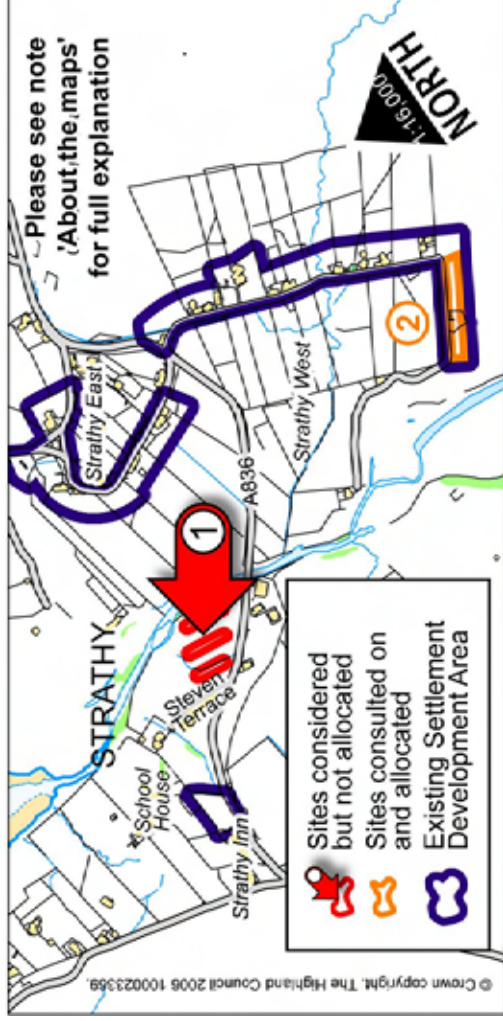 Please see note
'About the maps'
for full explanation
NORTH
1:16,000
STRATHY
Strathy East
Strathy West
A836
1
2
Steven
Terrace
School
House
Strathy Inn
Sites considered
but not allocated
Sites consulted on
and allocated
Existing Settlement
Development Area
© Crown copyright. The Highland Council 2006 100023369.